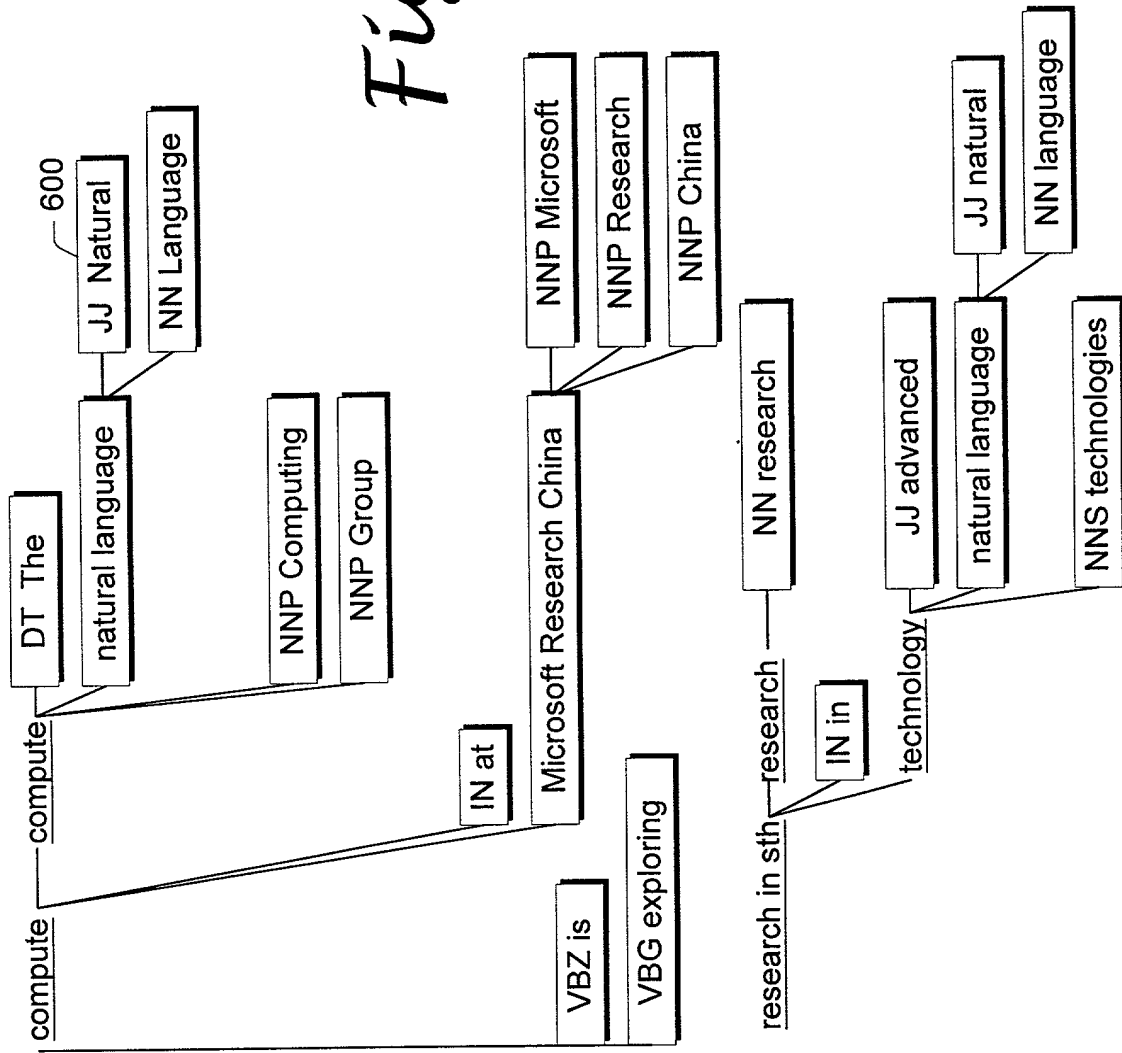 compute compute DT The
600
natural language JJ Natural
NN Language
NNP Computing
NNP Group
IN at
Microsoft Research China NNP Microsoft
VBZ is
NNP Research
VBG exploring
NNP China
research in sth research NN research
IN in
technology JJ advanced
natural language JJ natural
NN language
NNS technologies